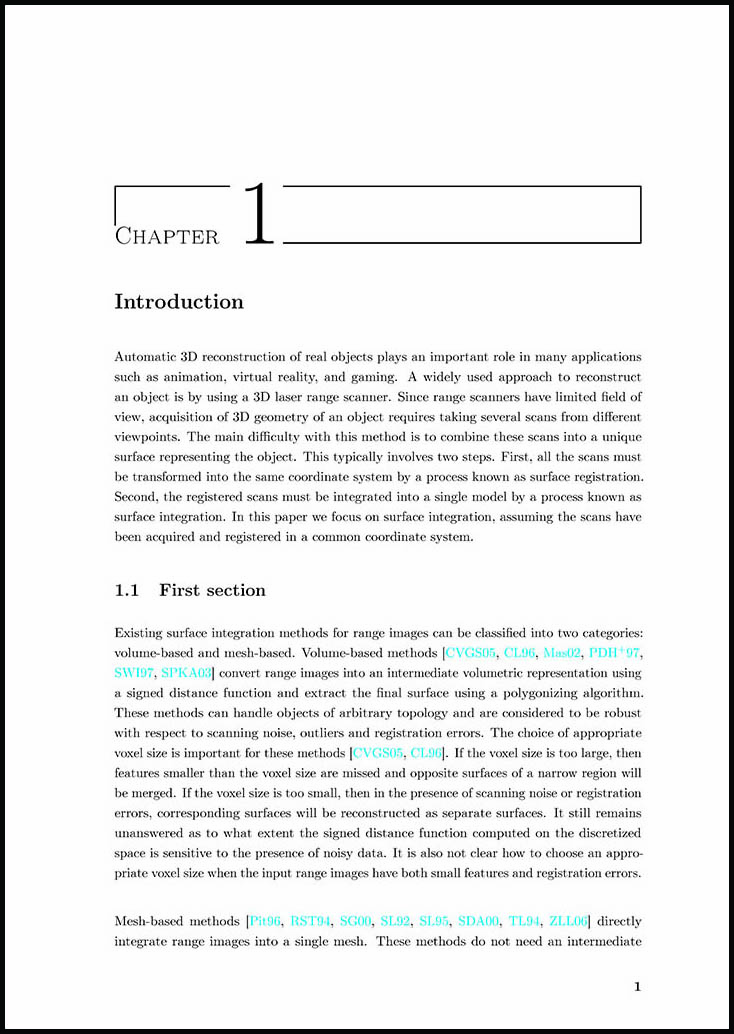 CHAPTER 1
Introduction
Automatic 3D reconstruction of real objects plays an important role in many applications
such as animation, virtual reality, and gaming. A widely used approach to reconstruct
an object is by using a 3D laser range scanner. Since range scanners have limited field of
view, acquisition of 3D geometry of an object requires taking several scans from different
viewpoints. The main difficulty with this method is to combine these scans into a unique
surface representing the object. This typically involves two steps. First, all the scans must
be transformed into the same coordinate system by a process known as surface registration.
Second, the registered scans must be integrated into a single model by a process known as
surface integration. In this paper we focus on surface integration, assuming the scans have
been acquired and registered in a common coordinate system.
1.1 First section
Existing surface integration methods for range images can be classified into two categories:
volume-based and mesh-based. Volume-based methods [CVGS05, CL96, Mas02, PDH+97,
SWI97, SPKA03] convert range images into an intermediate volumetric representation using
a signed distance function and extract the final surface using a polygonizing algorithm.
These methods can handle objects of arbitrary topology and are considered to be robust
with respect to scanning noise, outliers and registration errors. The choice of appropriate
voxel size is important for these methods [CVGS05, CL96]. If the voxel size is too large, then
features smaller than the voxel size are missed and opposite surfaces of a narrow region will
be merged. If the voxel size is too small, then in the presence of scanning noise or registration
errors, corresponding surfaces will be reconstructed as separate surfaces. It still remains
unanswered as to what extent the signed distance function computed on the discretized
space is sensitive to the presence of noisy data. It is also not clear how to choose an appro-
priate voxel size when the input range images have both small features and registration errors.
Mesh-based methods [Pit96, RST94, SG00, SL92, SL95, SDA00, TL94, ZLL06] directly
integrate range images into a single mesh. These methods do not need an intermediate
1